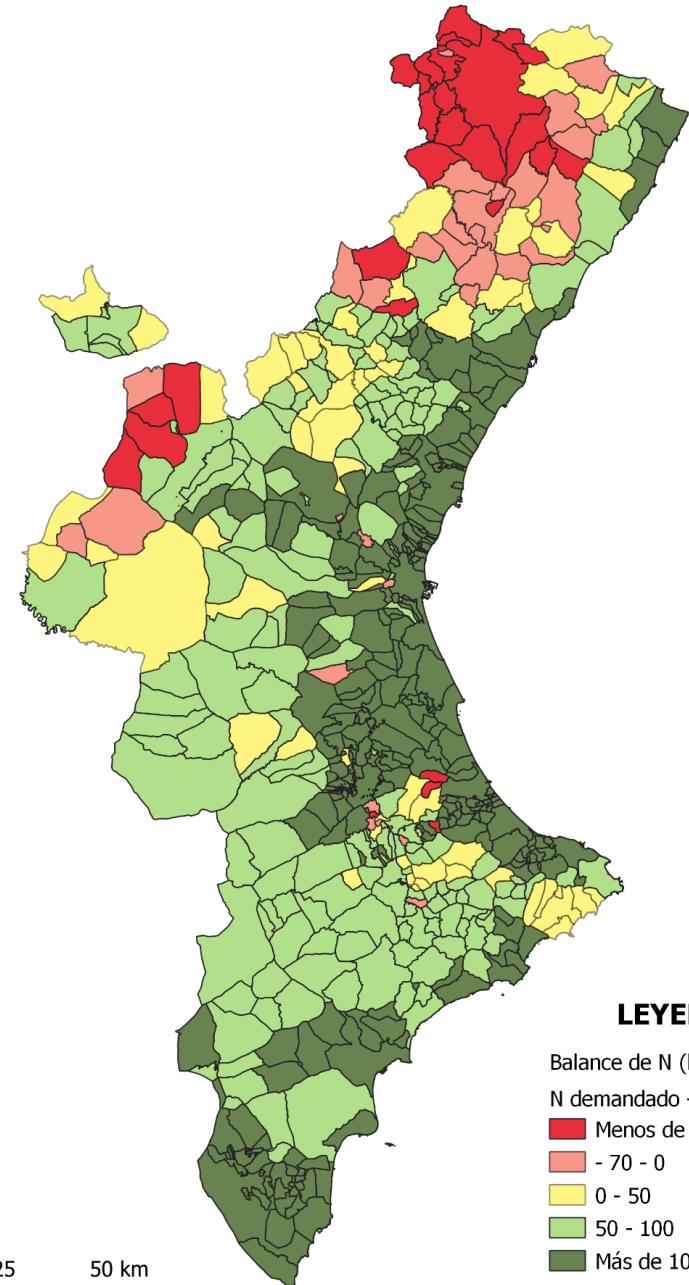 LEYE
Balance de N (
N demandado -
Menos de
- 70 - 0
0 - 50
50 - 100
Más de 10
25 50 km